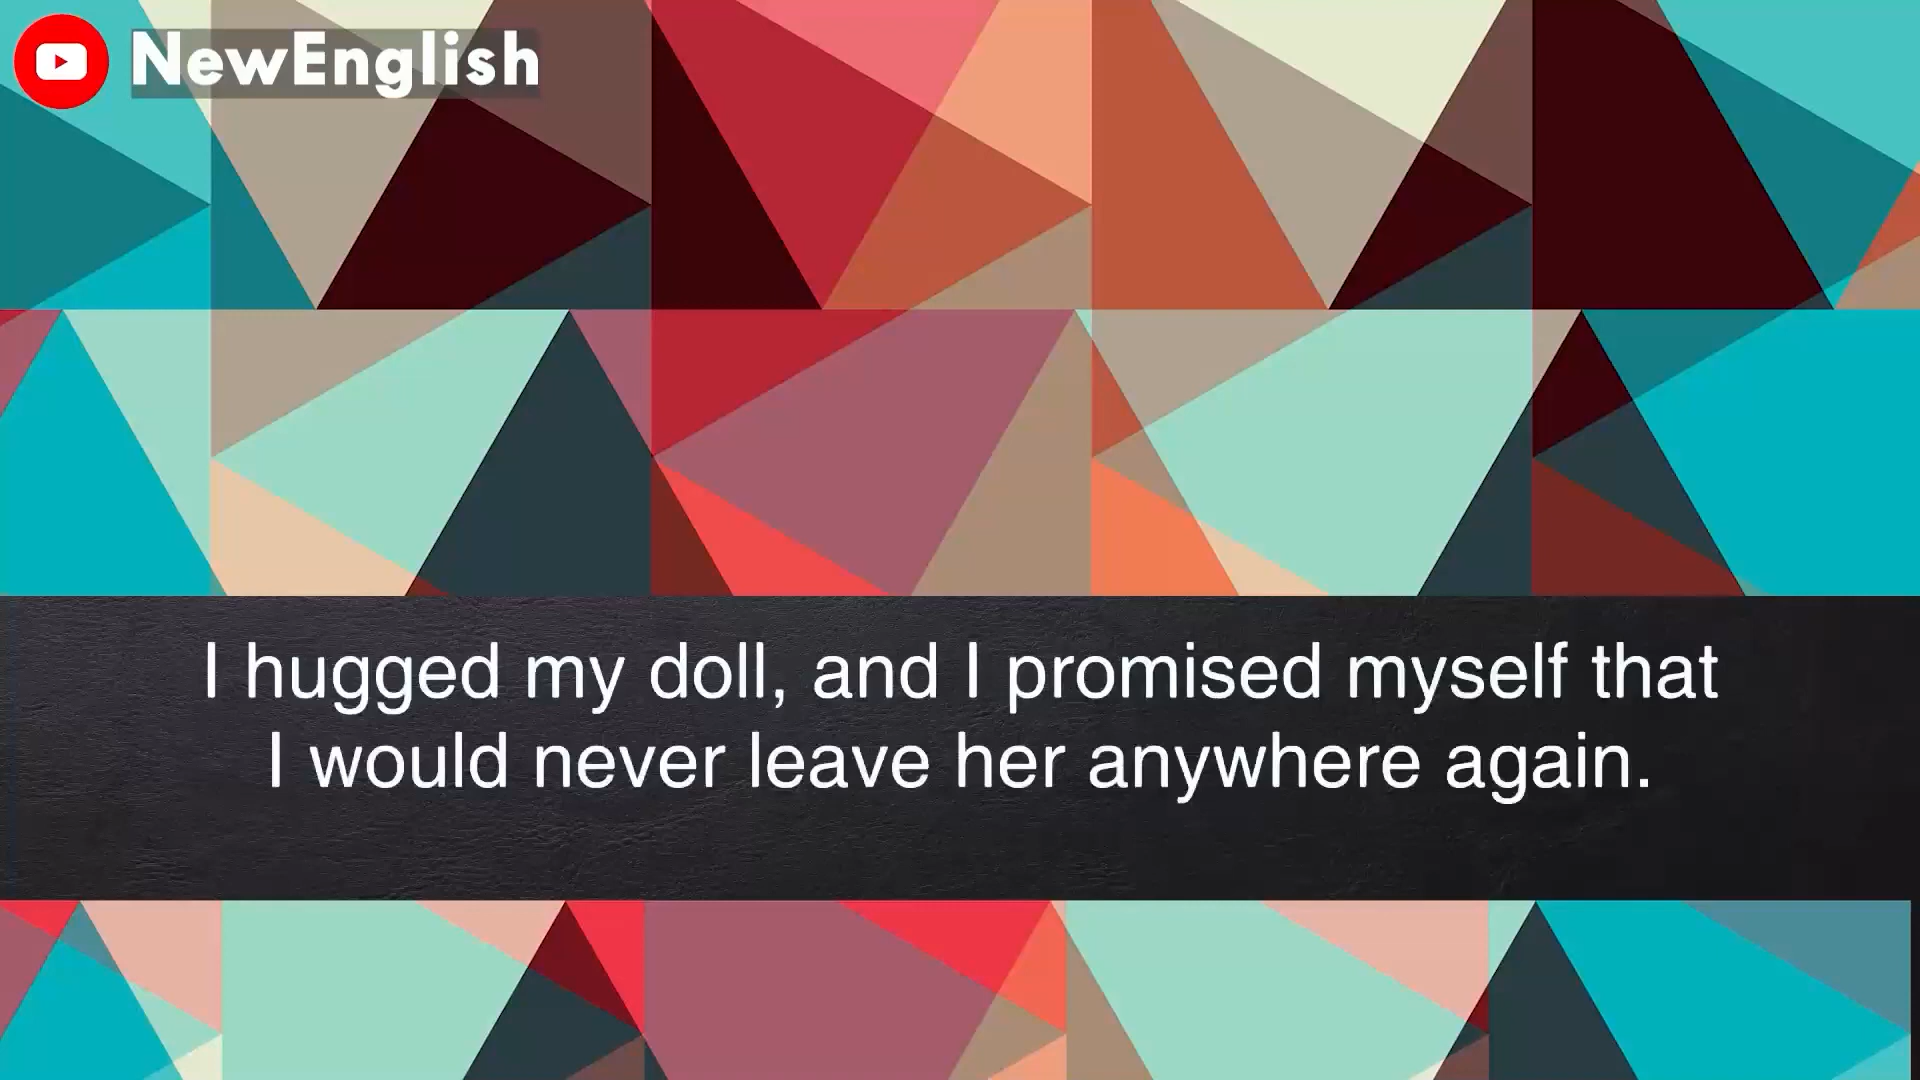 NewEnglish
I hugged my doll, and I promised myself that
I would never leave her anywhere again.